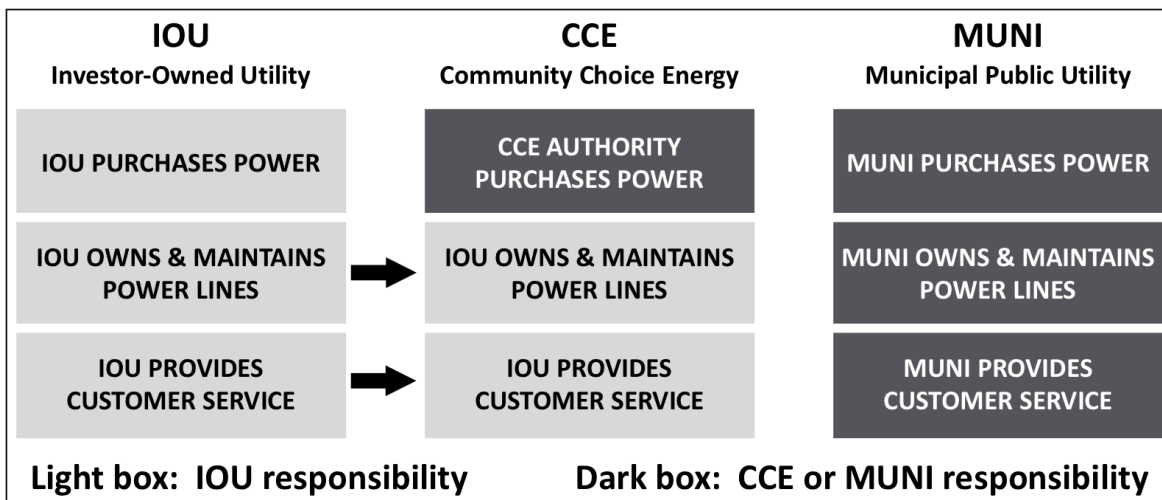 IOU
Investor-Owned Utility
CCE
Community Choice Energy
MUNI
Municipal Public Utility
IOU PURCHASES POWER
CCE AUTHORITY
PURCHASES POWER
MUNI PURCHASES POWER
IOU OWNS & MAINTAINS
POWER LINES
IOU OWNS & MAINTAINS
POWER LINES
MUNI OWNS & MAINTAINS
POWER LINES
IOU PROVIDES
CUSTOMER SERVICE
IOU PROVIDES
CUSTOMER SERVICE
MUNI PROVIDES
CUSTOMER SERVICE
Light box: IOU responsibility
Dark box: CCE or MUNI responsibility